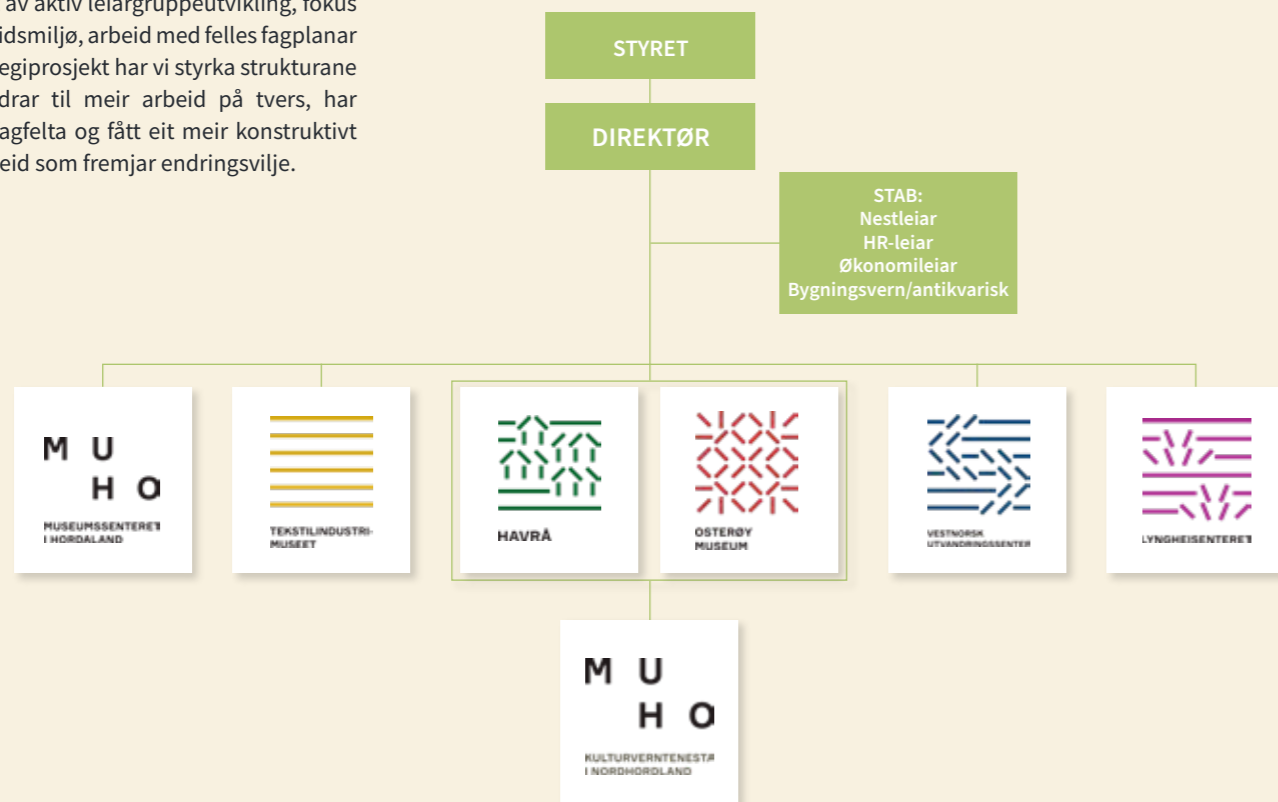 av aktiv leiargruppeutvikling, fokus
idsmiljø, arbeid med felles fagplanar
egiprosjekt har vi styrka strukturane
drar til meir arbeid på tvers, har
agfelta og fått eit meir konstruktivt
eid som fremjar endringsvilje.
STYRET
DIREKTØR
STAB:
Nestleiar
HR-leiar
Økonomileiar
Bygningsvern/antikvarisk
M U
H O
MUSEUMSSENTERET
I HORDALAND
TEKSTILINDUSTRI-
MUSEET
HAVRÅ
OSTERØY
MUSEUM
VESTNORSK
UTVANDRINGSSENTER
LYNGHEISENTERET
M U
H O
KULTURVERNTENESTA
I NORDHORDLAND